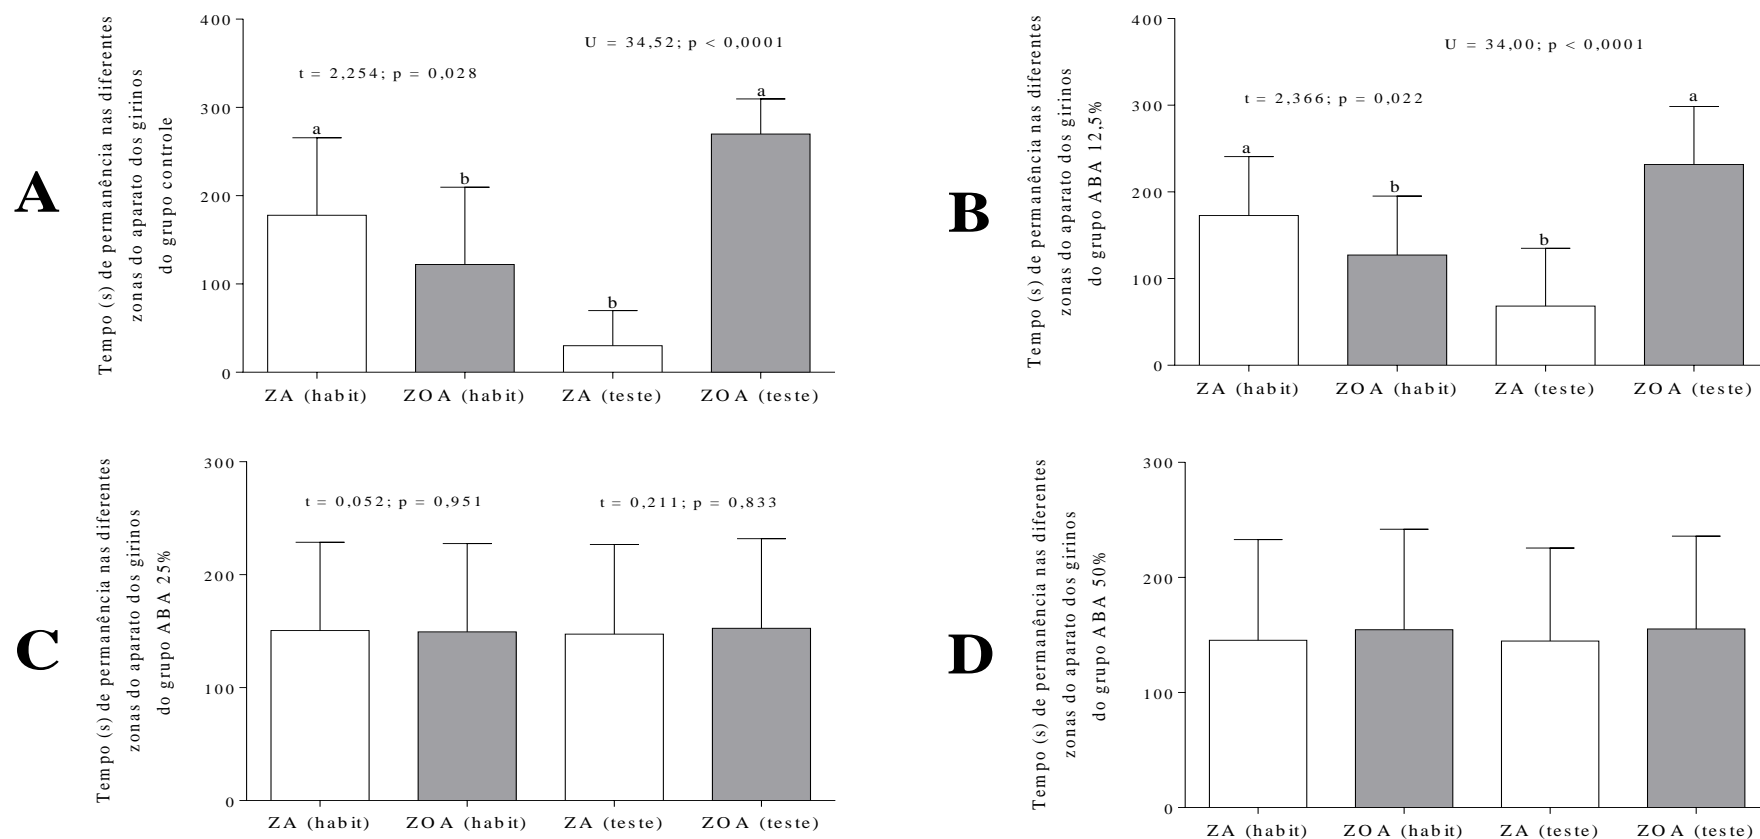 A
Tempo (s) de permanência nas diferentes
zonas do aparato dos girinos
do grupo controle
400
300
200
100
0
t = 2,254; p = 0,028
U = 34,52; p < 0,0001
a
b
b
a
ZA (habit)
ZOA (habit)
ZA (teste)
ZOA (teste)
B
Tempo (s) de permanência nas diferentes
zonas do aparato dos girinos
do grupo ABA 12,5%
400
300
200
100
0
t = 2,366; p = 0,022
U = 34,00; p < 0,0001
a
b
b
a
ZA (habit)
ZOA (habit)
ZA (teste)
ZOA (teste)
C
Tempo (s) de permanência nas diferentes
zonas do aparato dos girinos
do grupo ABA 25%
300
200
100
0
t = 0,052; p = 0,951
t = 0,211; p = 0,833
ZA (habit)
ZOA (habit)
ZA (teste)
ZOA (teste)
D
Tempo (s) de permanência nas diferentes
zonas do aparato dos girinos
do grupo ABA 50%
300
200
100
0
ZA (habit)
ZOA (habit)
ZA (teste)
ZOA (teste)